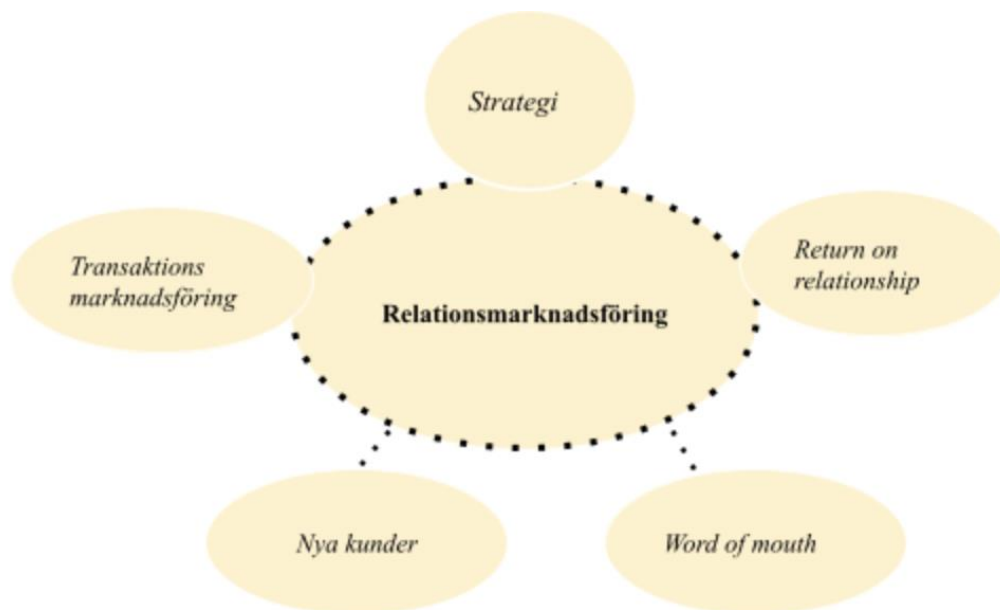 Strategi
Transaktions
marknadsföring
Return on
relationship
Relationsmarknadsföring
Nya kunder
Word of mouth